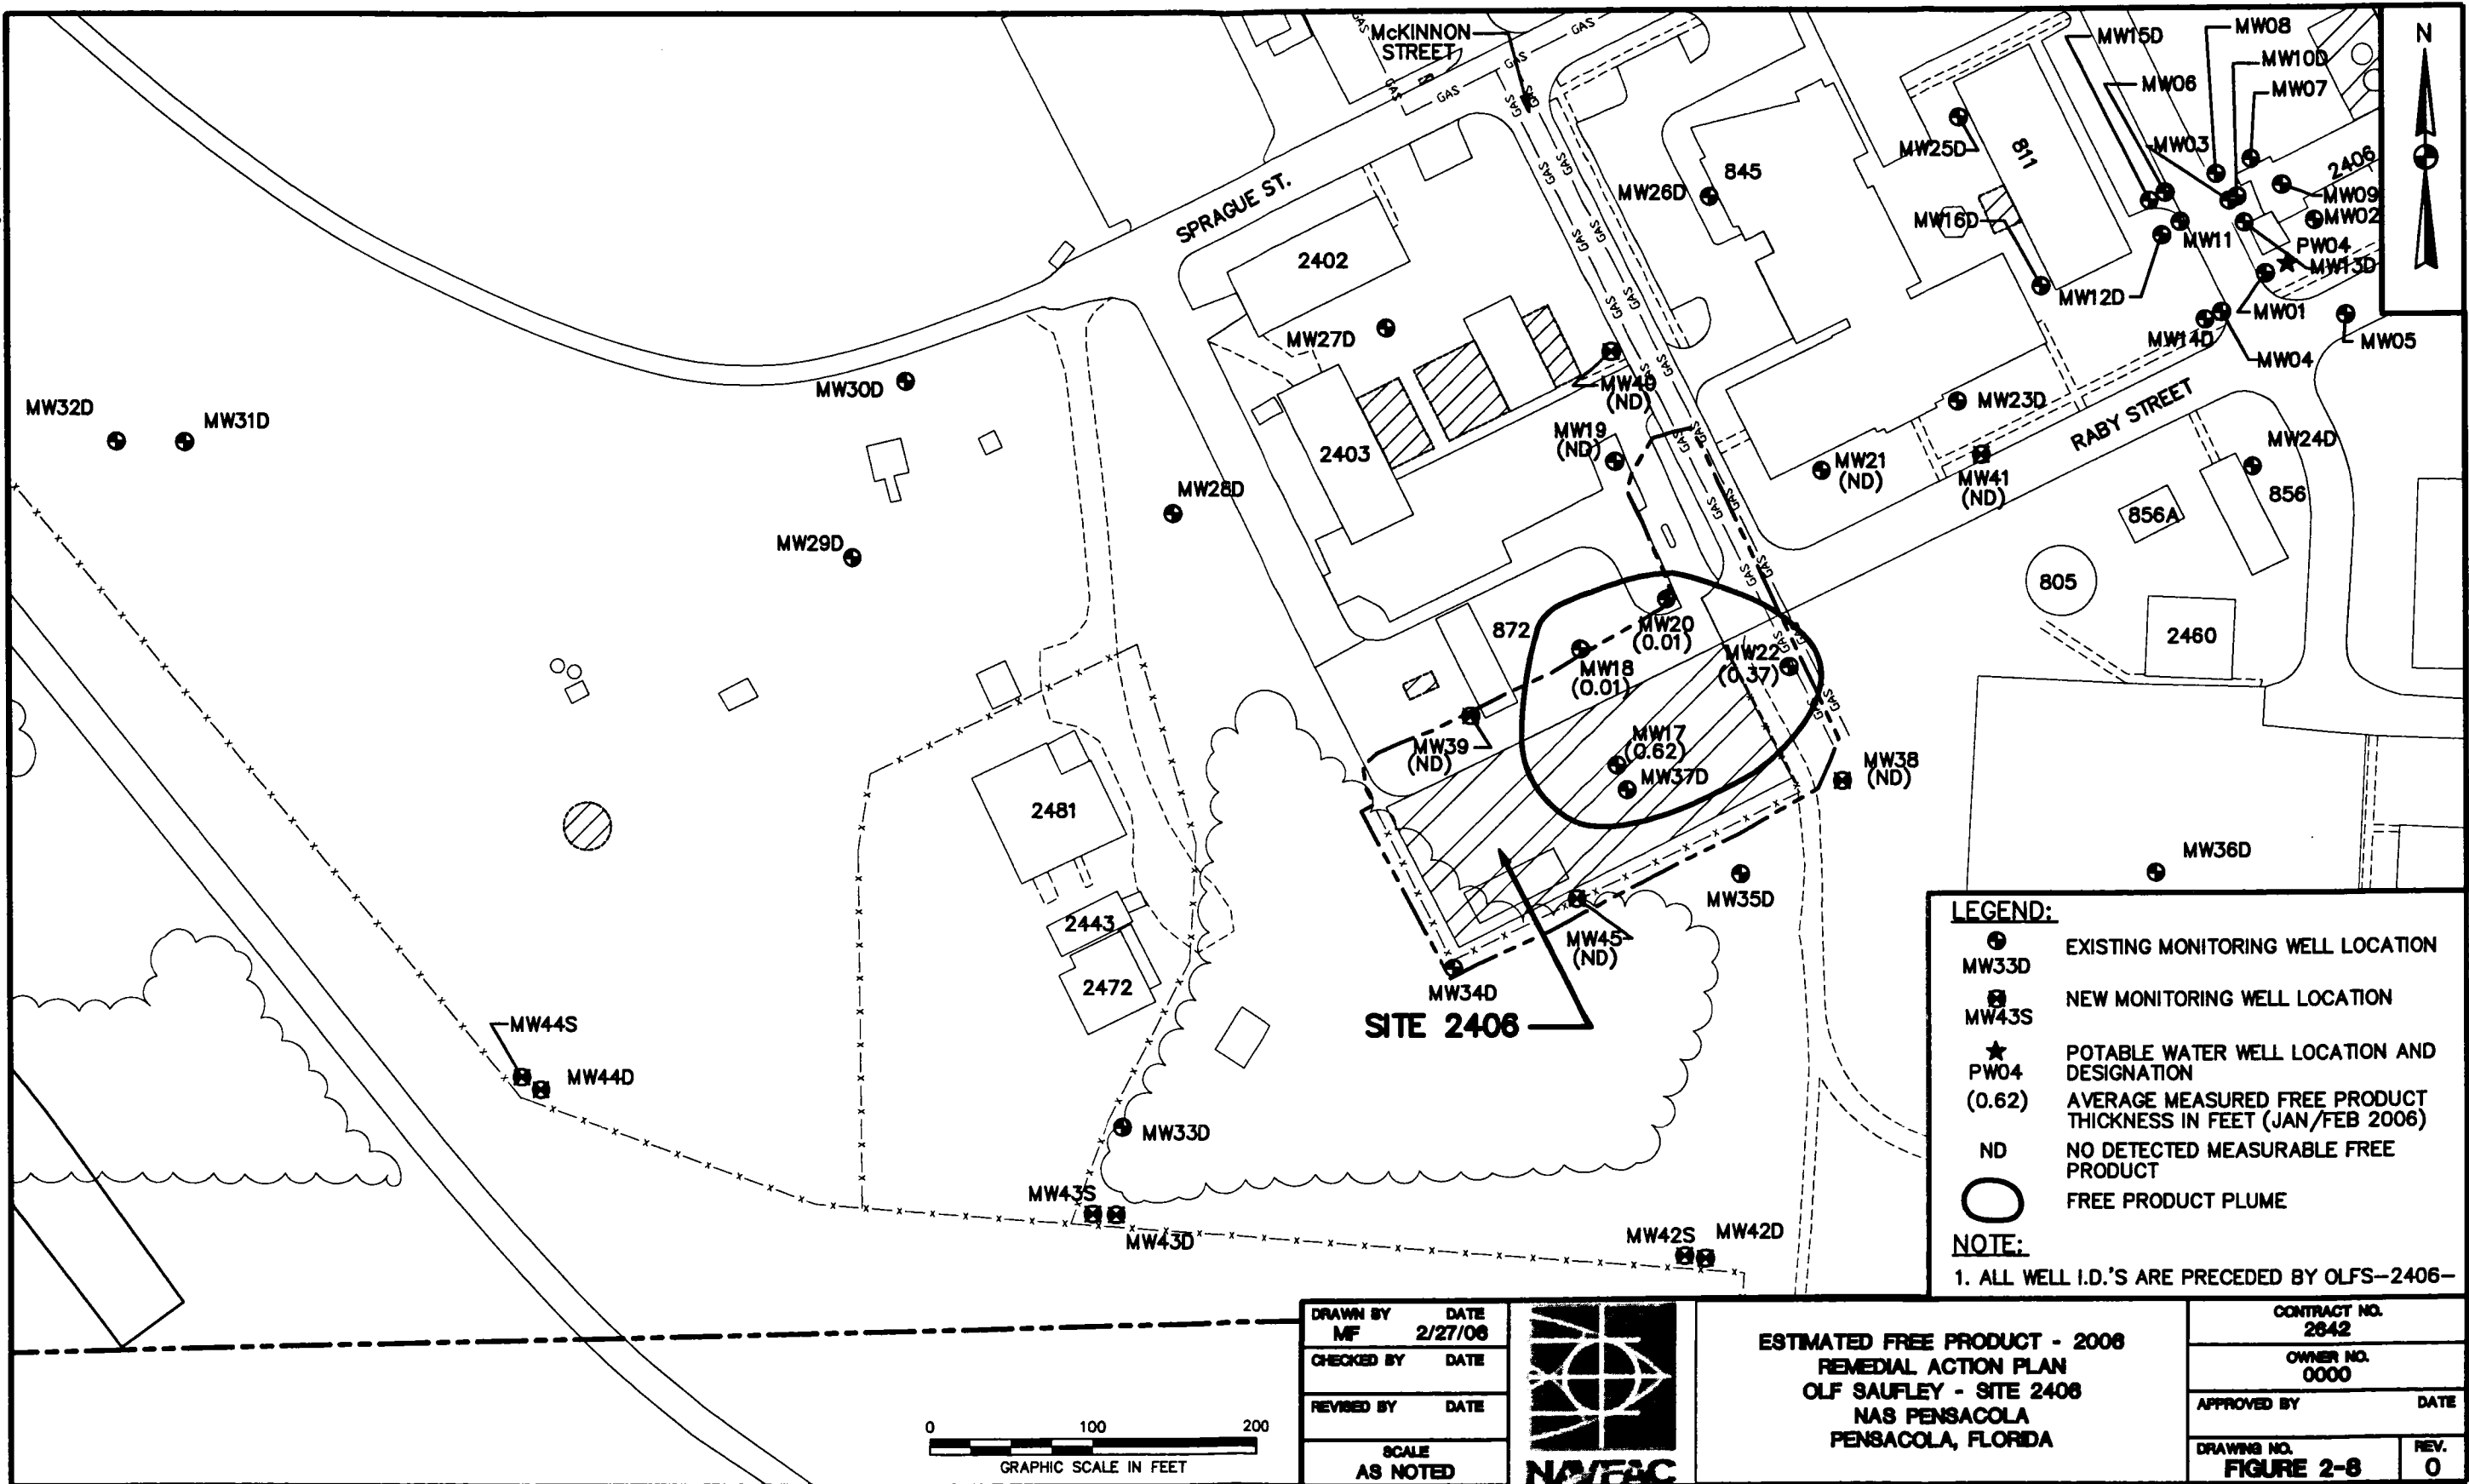 McKINNON
STREET
GAS
SPRAGUE ST.
RABY STREET
N
MW15D
MW08
MW10D
MW06
MW07
MW03
MW25D
811
2406
MW09
MW02
MW26D
845
MW16D
MW11
PW04
MW13D
MW12D
MW01
MW14D
MW04
MW05
2402
MW27D
MW30D
MW32D
MW31D
MW40
(ND)
MW23D
MW19
(ND)
2403
MW21
(ND)
MW41
(ND)
MW24D
856
856A
MW28D
MW29D
805
872
MW20
(0.01)
2460
MW18
(0.01)
MW22
(0.37)
MW39
(ND)
MW17
(0.62)
MW37D
MW38
(ND)
2481
MW36D
MW35D
2443
MW45
(ND)
2472
MW34D
SITE 2406
MW44S
MW44D
MW33D
MW43S
MW43D
MW42S
MW42D
LEGEND:
MW33D
EXISTING MONITORING WELL LOCATION
MW43S
NEW MONITORING WELL LOCATION
PW04
POTABLE WATER WELL LOCATION AND
DESIGNATION
(0.62)
AVERAGE MEASURED FREE PRODUCT
THICKNESS IN FEET (JAN/FEB 2006)
ND
NO DETECTED MEASURABLE FREE
PRODUCT
FREE PRODUCT PLUME
NOTE:
1. ALL WELL I.D.'S ARE PRECEDED BY OLFS-2406-
0 100 200
GRAPHIC SCALE IN FEET
DRAWN BY DATE
MF 2/27/06
CHECKED BY DATE
REVISED BY DATE
SCALE
AS NOTED
NAVFAC
ESTIMATED FREE PRODUCT - 2006
REMEDIAL ACTION PLAN
OLF SAUFLEY - SITE 2406
NAS PENSACOLA
PENSACOLA, FLORIDA
CONTRACT NO.
2642
OWNER NO.
0000
APPROVED BY DATE
DRAWING NO.
FIGURE 2-8
REV.
0